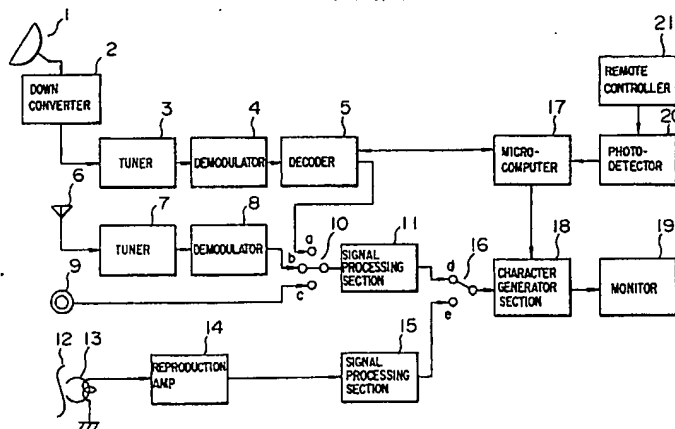 1
2
DOWN
CONVERTER
3
TUNER
4
DEMODULATOR
5
DECODER
17
MICRO-
COMPUTER
21
REMOTE
CONTROLLER
20
PHOTO-
DETECTOR
6
7
TUNER
8
DEMODULATOR
a
b
c
10
11
SIGNAL
PROCESSING
SECTION
d
e
16
18
CHARACTER
GENERATOR
SECTION
19
MONITOR
9
12
13
14
REPRODUCTION
AMP
15
SIGNAL
PROCESSING
SECTION